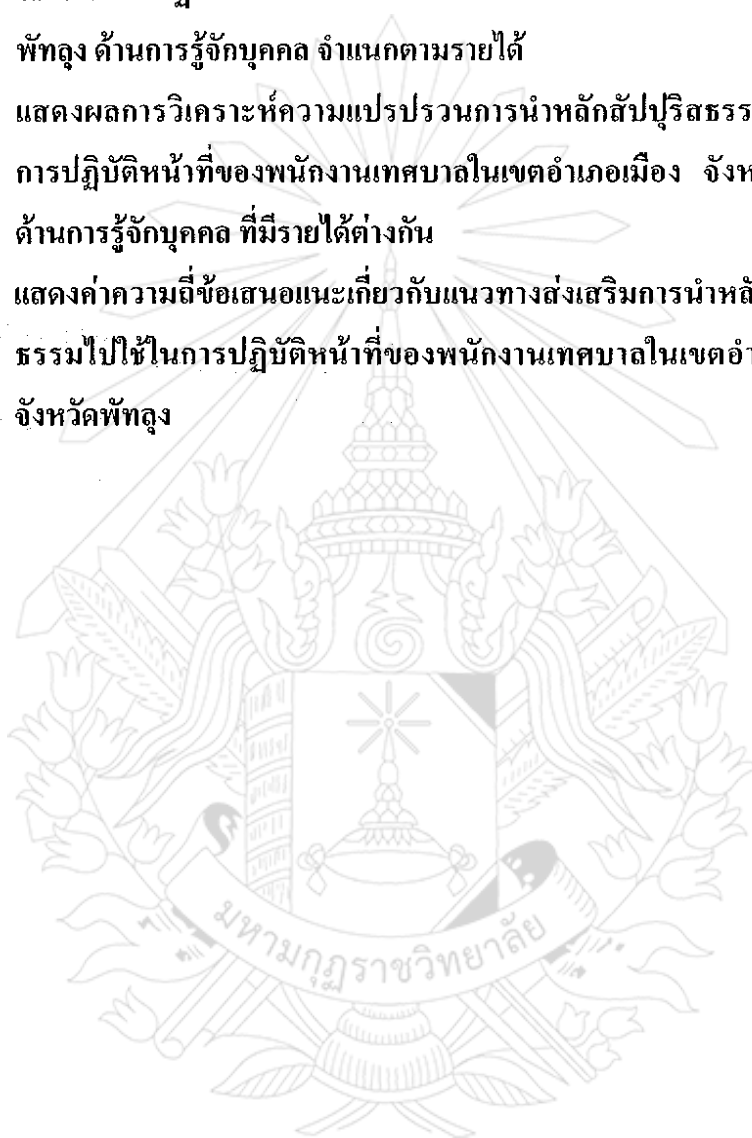 พัทลุง ด้านการรู้จักบุคคล จำแนกตามรายได้
แสดงผลการวิเคราะห์ความแปรปรวนการนำหลักสัปปุริสธรร
การปฏิบัติหน้าที่ของพนักงานเทศบาลในเขตอำเภอเมือง จังห
ด้านการรู้จักบุคคล ที่มีรายได้ต่างกัน
แสดงค่าความถี่ข้อเสนอแนะเกี่ยวกับแนวทางส่งเสริมการนำหลั
ธรรมไปใช้ในการปฏิบัติหน้าที่ของพนักงานเทศบาลในเขตอำ
จังหวัดพัทลุง
มหามกุฏราชวิทยาลัย